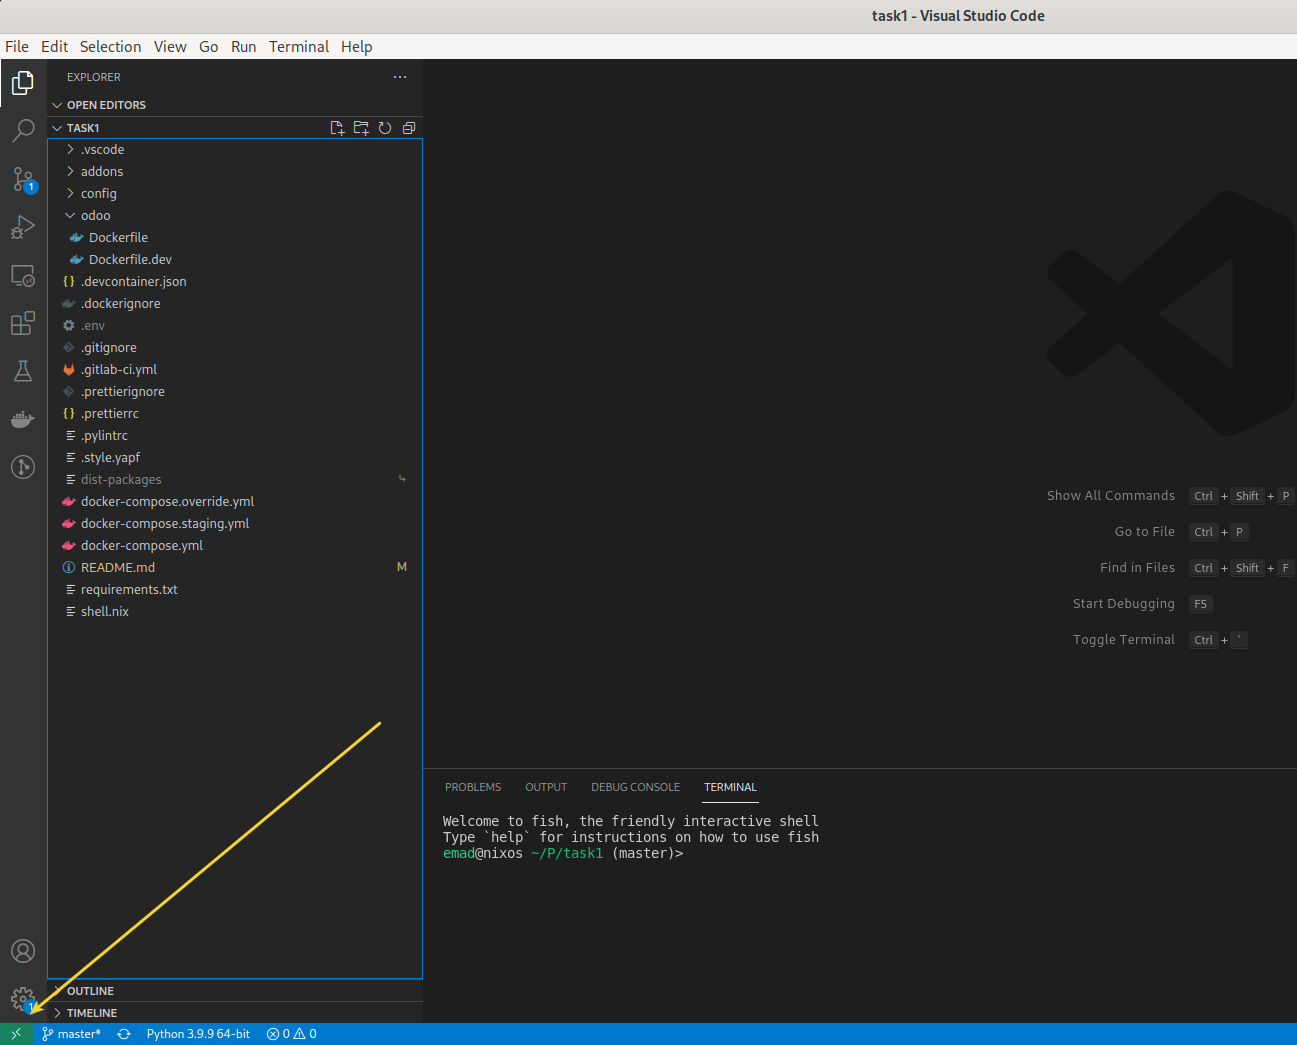 task1 - Visual Studio Code
File Edit Selection View Go Run Terminal Help
EXPLORER
OPEN EDITORS
TASK1
.vscode
addons
config
odoo
Dockerfile
Dockerfile.dev
.devcontainer.json
.dockerignore
.env
.gitignore
.gitlab-ci.yml
.prettierignore
.prettierrc
.pylintrc
.style.yapf
dist-packages
docker-compose.override.yml
docker-compose.staging.yml
docker-compose.yml
README.md M
requirements.txt
shell.nix
OUTLINE
TIMELINE
1
1
Show All Commands Ctrl + Shift + P
Go to File Ctrl + P
Find in Files Ctrl + Shift + F
Start Debugging F5
Toggle Terminal Ctrl + `
PROBLEMS OUTPUT DEBUG CONSOLE TERMINAL
Welcome to fish, the friendly interactive shell
Type `help` for instructions on how to use fish
emad@nixos ~/P/task1 (master)>
master* Python 3.9.9 64-bit 0 0